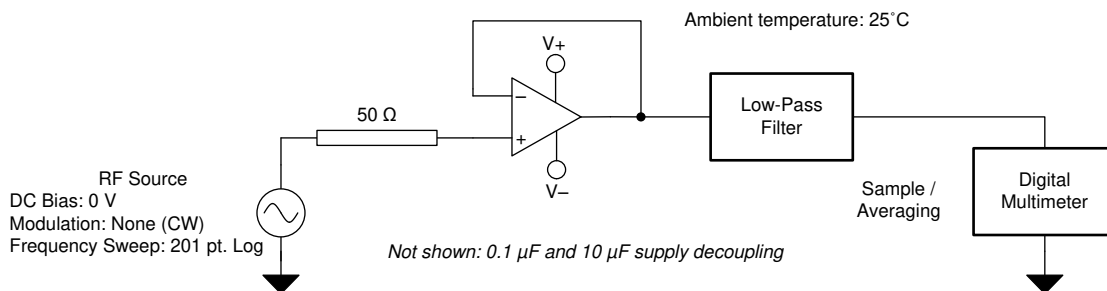 Ambient temperature: 25˚C
V+
−
+
V−
50 Ω
Low-Pass
Filter
RF Source
DC Bias: 0 V
Modulation: None (CW)
Frequency Sweep: 201 pt. Log
Sample /
Averaging
Digital
Multimeter
Not shown: 0.1 µF and 10 µF supply decoupling